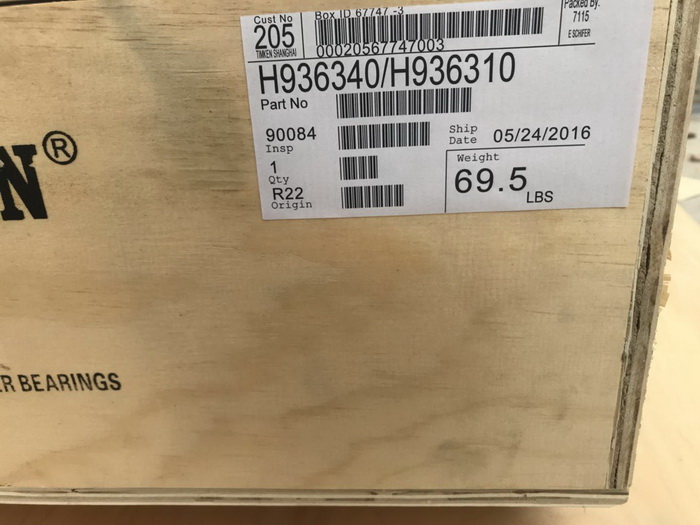 Cust No
205
TIMKEN SHANGHAI
Box ID 67747 -3
00020567747003
Packed By:
7115
E SCHIFER
H936340/H936310
Part No
90084
Insp
Ship Date 05/24/2016
1
Qty
Weight
69.5 LBS
R22
Origin
N®
R BEARINGS